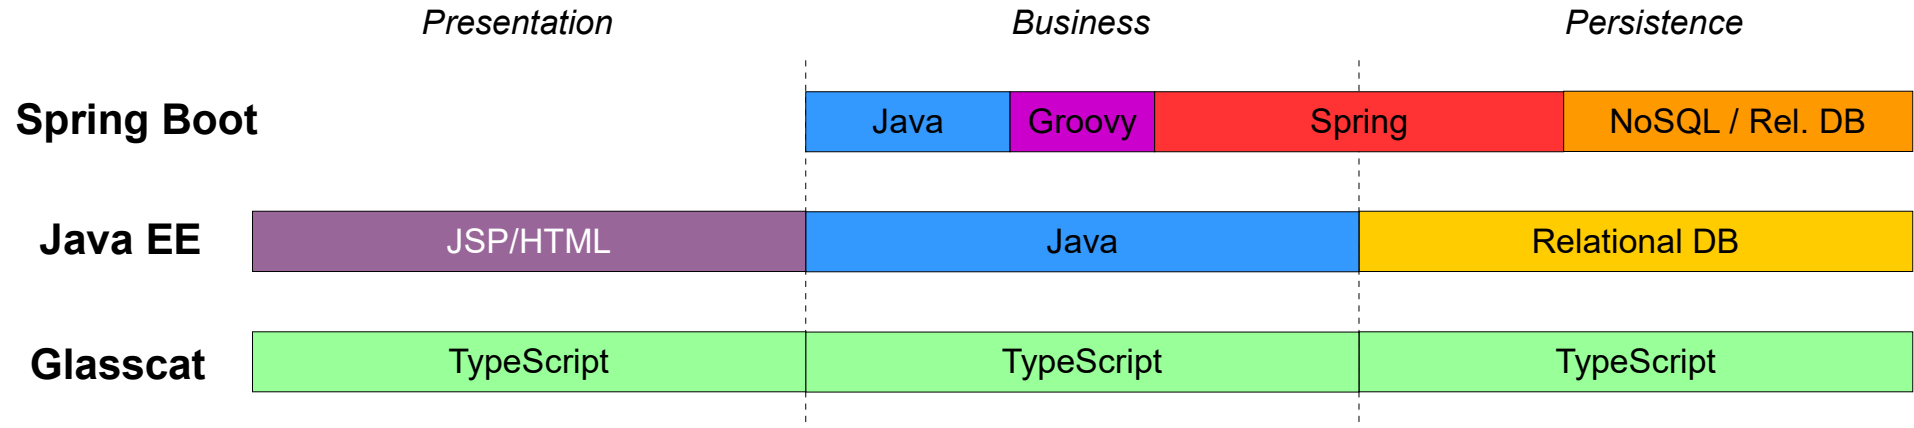 Presentation Business Persistence
Spring Boot Java Groovy Spring NoSQL / Rel. DB
Java EE JSP/HTML Java Relational DB
Glasscat TypeScript TypeScript TypeScript